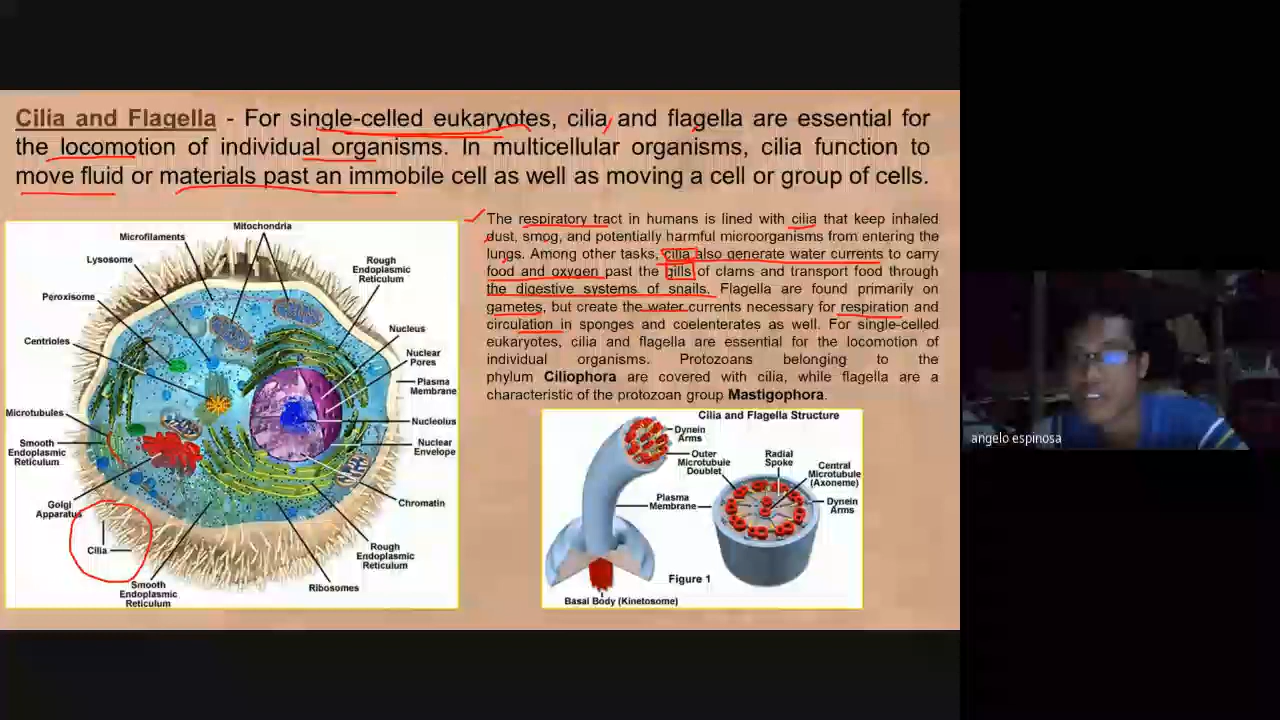 Cilia and Flagella - For single-celled eukaryotes, cilia and flagella are essential for
the locomotion of individual organisms. In multicellular organisms, cilia function to
move fluid or materials past an immobile cell as well as moving a cell or group of cells.
The respiratory tract in humans is lined with cilia that keep inhaled
dust, smog, and potentially harmful microorganisms from entering the
lungs. Among other tasks, cilia also generate water currents to carry
food and oxygen past the gills of clams and transport food through
the digestive systems of snails. Flagella are found primarily on
gametes, but create the water currents necessary for respiration and
circulation in sponges and coelenterates as well. For single-celled
eukaryotes, cilia and flagella are essential for the locomotion of
individual organisms. Protozoans belonging to the
phylum Ciliophora are covered with cilia, while flagella are a
characteristic of the protozoan group Mastigophora.
Mitochondria
Microfilaments
Lysosome
Rough
Endoplasmic
Reticulum
Peroxisome
Nucleus
Centrioles
Nuclear
Pores
Plasma
Membrane
Microtubules
Nucleolus
Smooth
Endoplasmic
Reticulum
Nuclear
Envelope
Golgi
Apparatus
Chromatin
Cilia
Rough
Endoplasmic
Reticulum
Smooth
Endoplasmic
Reticulum
Ribosomes
Cilia and Flagella Structure
Dynein
Arms
Outer
Microtubule
Doublet
Radial
Spoke
Central
Microtubule
(Axoneme)
Plasma
Membrane
Dynein
Arms
Figure 1
Basal Body (Kinetosome)
angelo espinosa